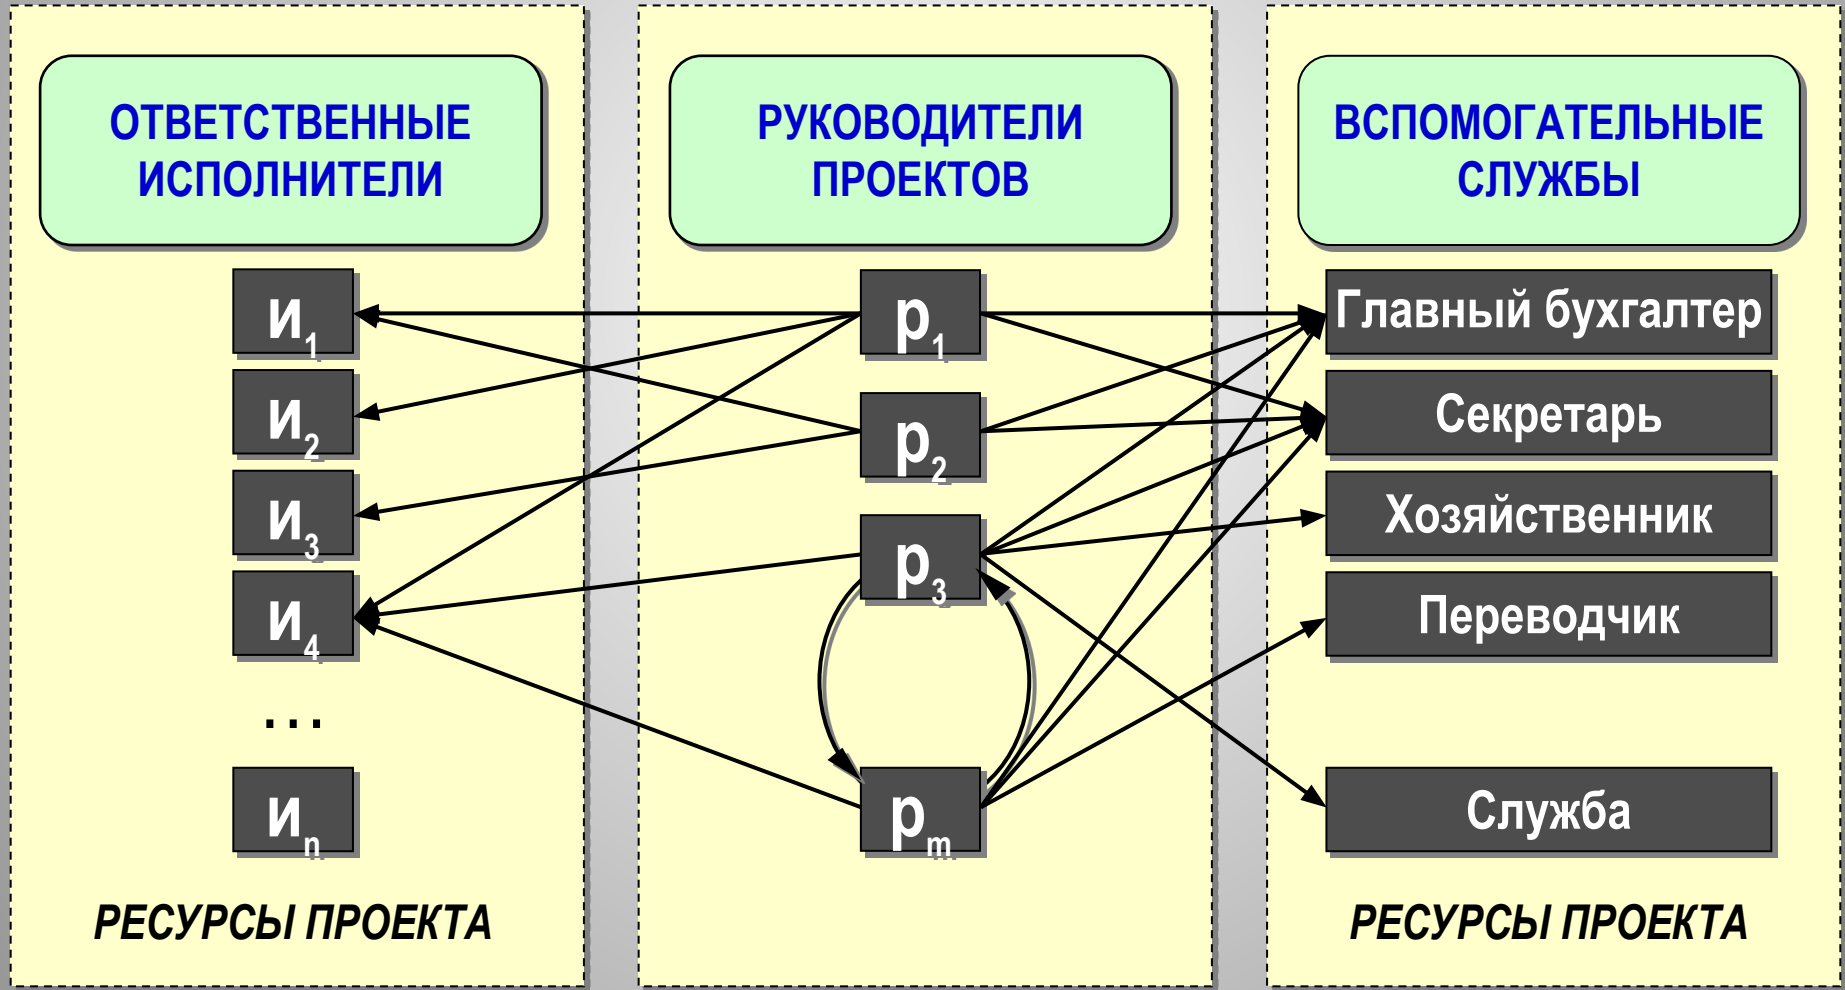 ОТВЕТСТВЕННЫЕ
ИСПОЛНИТЕЛИ
и1
и2
и3
и4
...
иn
РЕСУРСЫ ПРОЕКТА
РУКОВОДИТЕЛИ
ПРОЕКТОВ
р1
р2
р3
рm
ВСПОМОГАТЕЛЬНЫЕ
СЛУЖБЫ
Главный бухгалтер
Секретарь
Хозяйственник
Переводчик
Служба
РЕСУРСЫ ПРОЕКТА